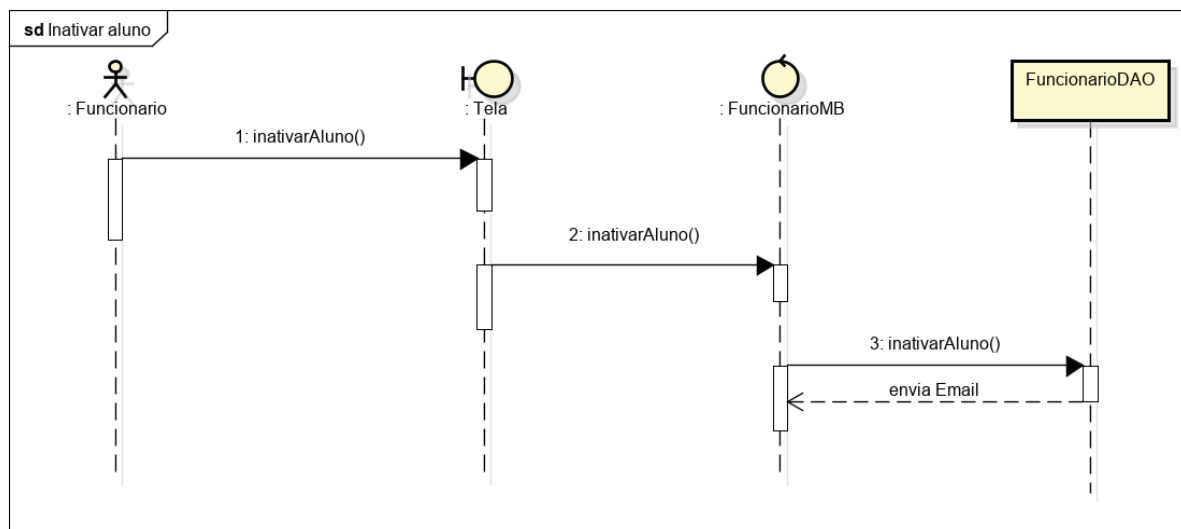 sd Inativar aluno
: Funcionario
: Tela
: FuncionarioMB
FuncionarioDAO
1: inativarAluno()
2: inativarAluno()
3: inativarAluno()
envia Email